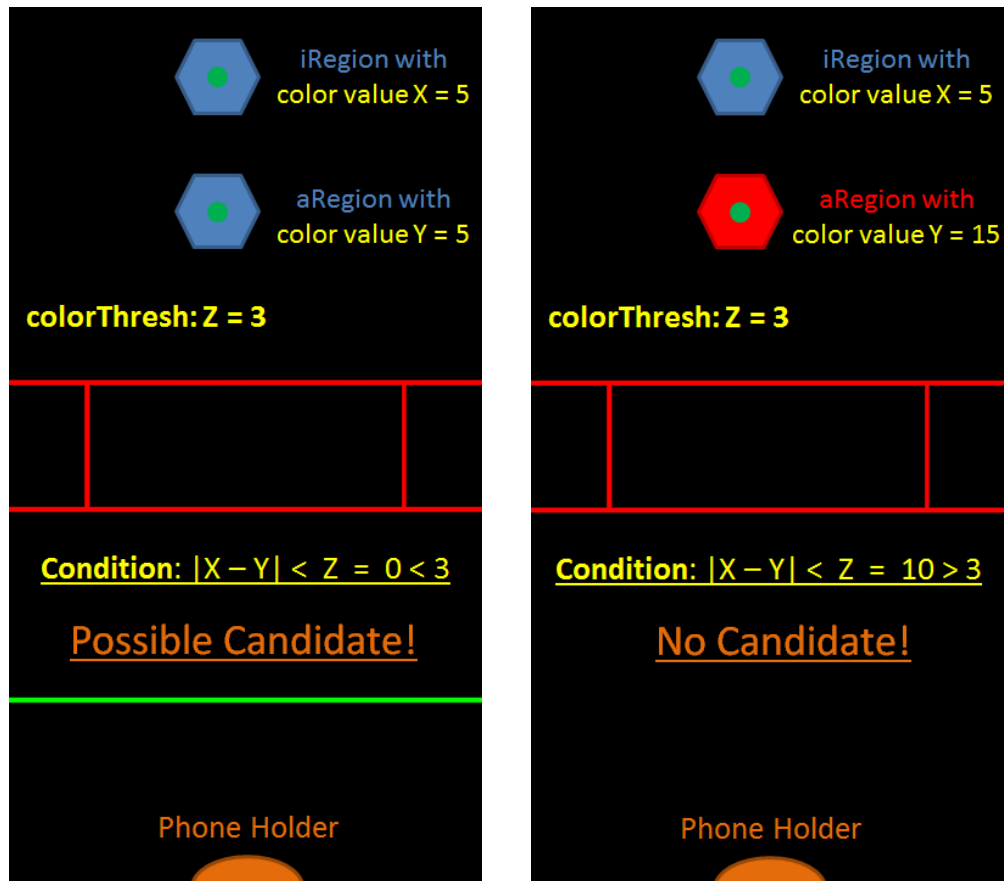 iRegion with
color value X = 5
aRegion with
color value Y = 5
colorThresh: Z = 3
Condition: |X – Y| < Z = 0 < 3
Possible Candidate!
Phone Holder
iRegion with
color value X = 5
aRegion with
color value Y = 15
colorThresh: Z = 3
Condition: |X – Y| < Z = 10 > 3
No Candidate!
Phone Holder